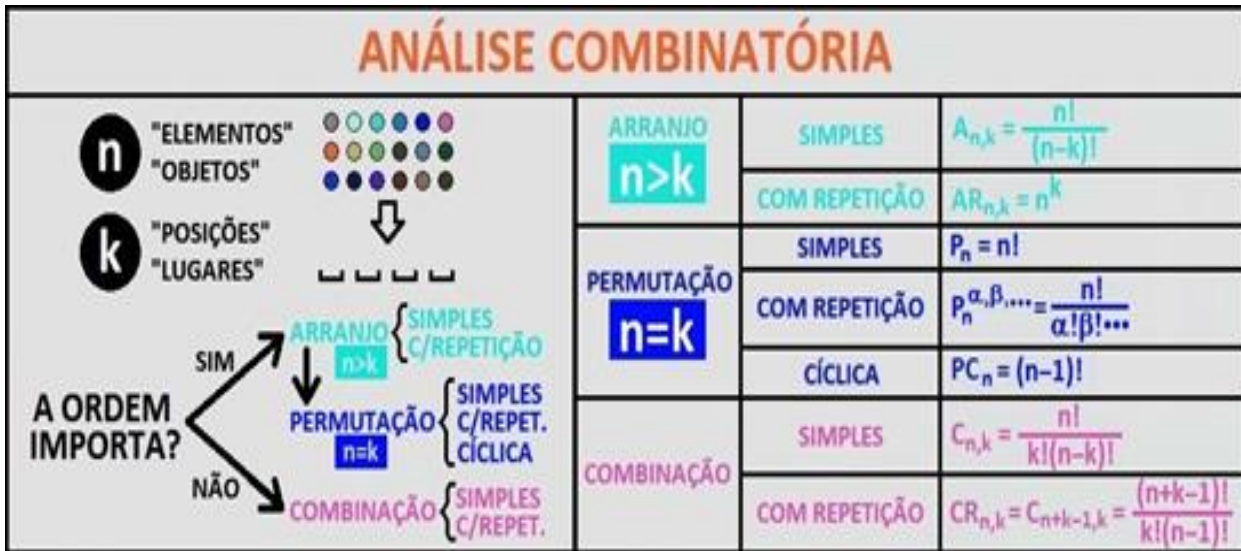 ANÁLISE COMBINATÓRIA
n "ELEMENTOS"
"OBJETOS"
k "POSIÇÕES"
"LUGARES"
A ORDEM
IMPORTA?
SIM
ARRANJO
n>k
SIMPLES
C/REPETIÇÃO
PERMUTAÇÃO
n=k
SIMPLES
C/REPET.
CÍCLICA
NÃO
COMBINAÇÃO
SIMPLES
C/REPET.
ARRANJO
n>k
SIMPLES Aₙ,ₖ = n!/(n–k)!
COM REPETIÇÃO ARₙ,ₖ = nᵏ
PERMUTAÇÃO
n=k
SIMPLES Pₙ = n!
COM REPETIÇÃO Pₙ^α,β,... = n!/α!β!...
CÍCLICA PCₙ = (n–1)!
COMBINAÇÃO
SIMPLES Cₙ,ₖ = n!/k!(n–k)!
COM REPETIÇÃO CRₙ,ₖ = Cₙ₊ₖ₋₁,ₖ = (n+k–1)!/k!(n–1)!